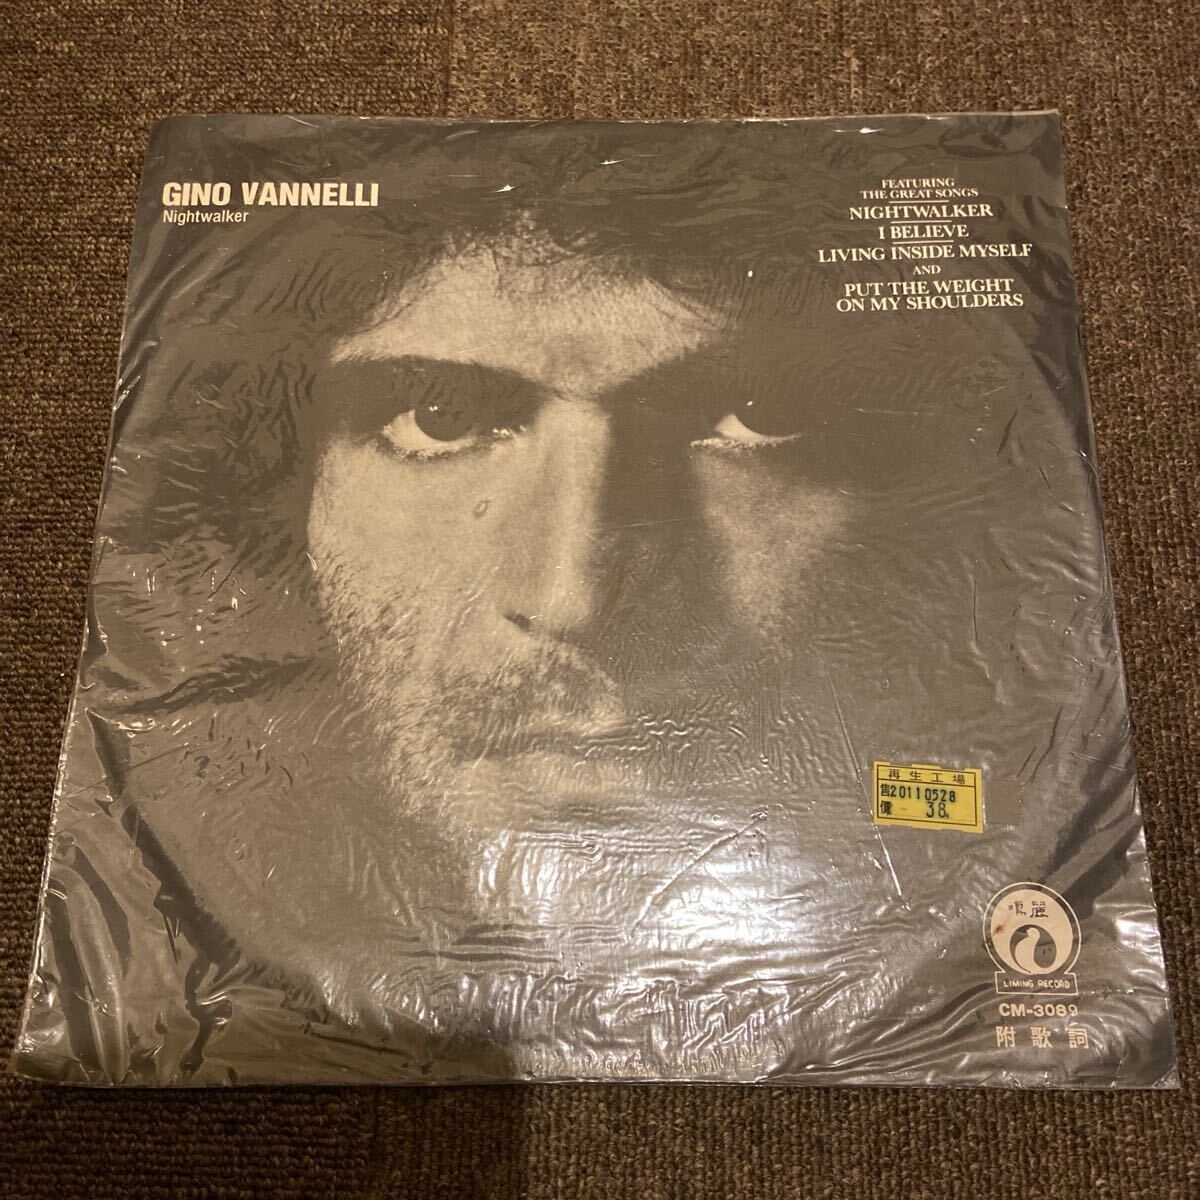 GINO VANNELLI
Nightwalker
FEATURING
THE GREAT SONGS
NIGHTWALKER
I BELIEVE
LIVING INSIDE MYSELF
AND
PUT THE WEIGHT
ON MY SHOULDERS
再生工場
售20110528
價 38
鳴麗
LIMING RECORD
CM-3089
附歌詞